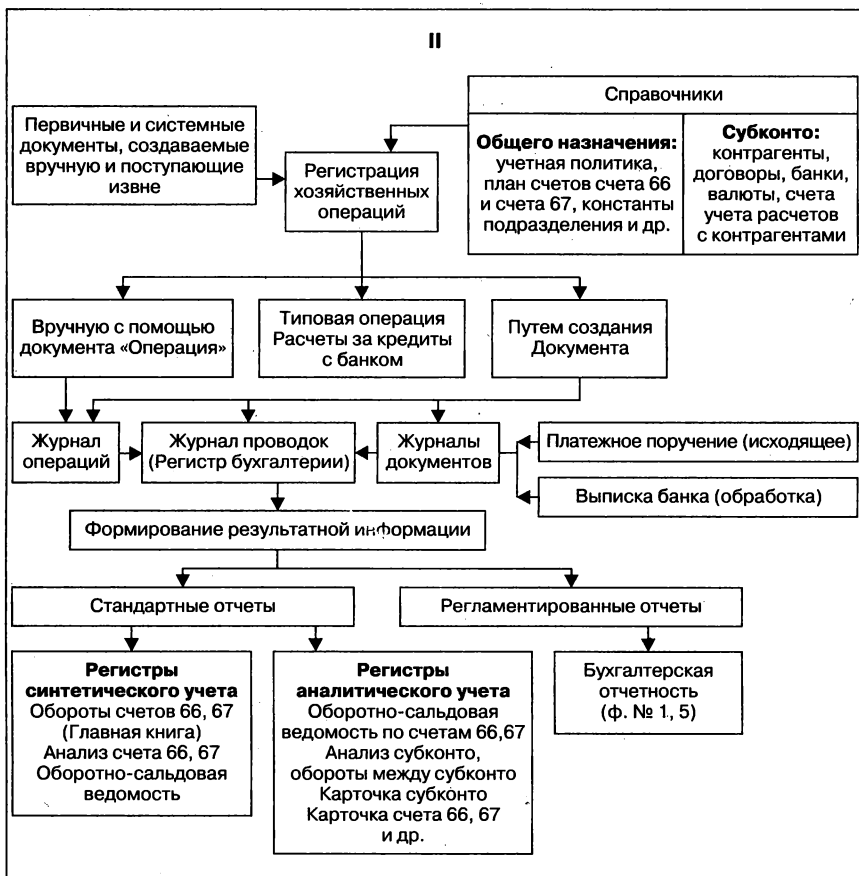 II
Первичные и системные
документы, создаваемые
вручную и поступающие
извне
Регистрация
хозяйственных
операций
Справочники
Общего назначения:
учетная политика,
план счетов счета 66
и счета 67, константы
подразделения и др.
Субконто:
контрагенты,
договоры, банки,
валюты, счета
учета расчетов
с контрагентами
Вручную с помощью
документа «Операция»
Типовая операция
Расчеты за кредиты
с банком
Путем создания
Документа
Журнал
операций
Журнал проводок
(Регистр бухгалтерии)
Журналы
документов
Платежное поручение (исходящее)
Выписка банка (обработка)
Формирование результатной информации
Стандартные отчеты
Регламентированные отчеты
Регистры
синтетического учета
Обороты счетов 66, 67
(Главная книга)
Анализ счета 66, 67
Оборотно-сальдовая
ведомость
Регистры
аналитического учета
Оборотно-сальдовая
ведомость по счетам 66,67
Анализ субконто,
обороты между субконто
Карточка субконто
Карточка счета 66, 67
и др.
Бухгалтерская
отчетность
(ф. № 1, 5)